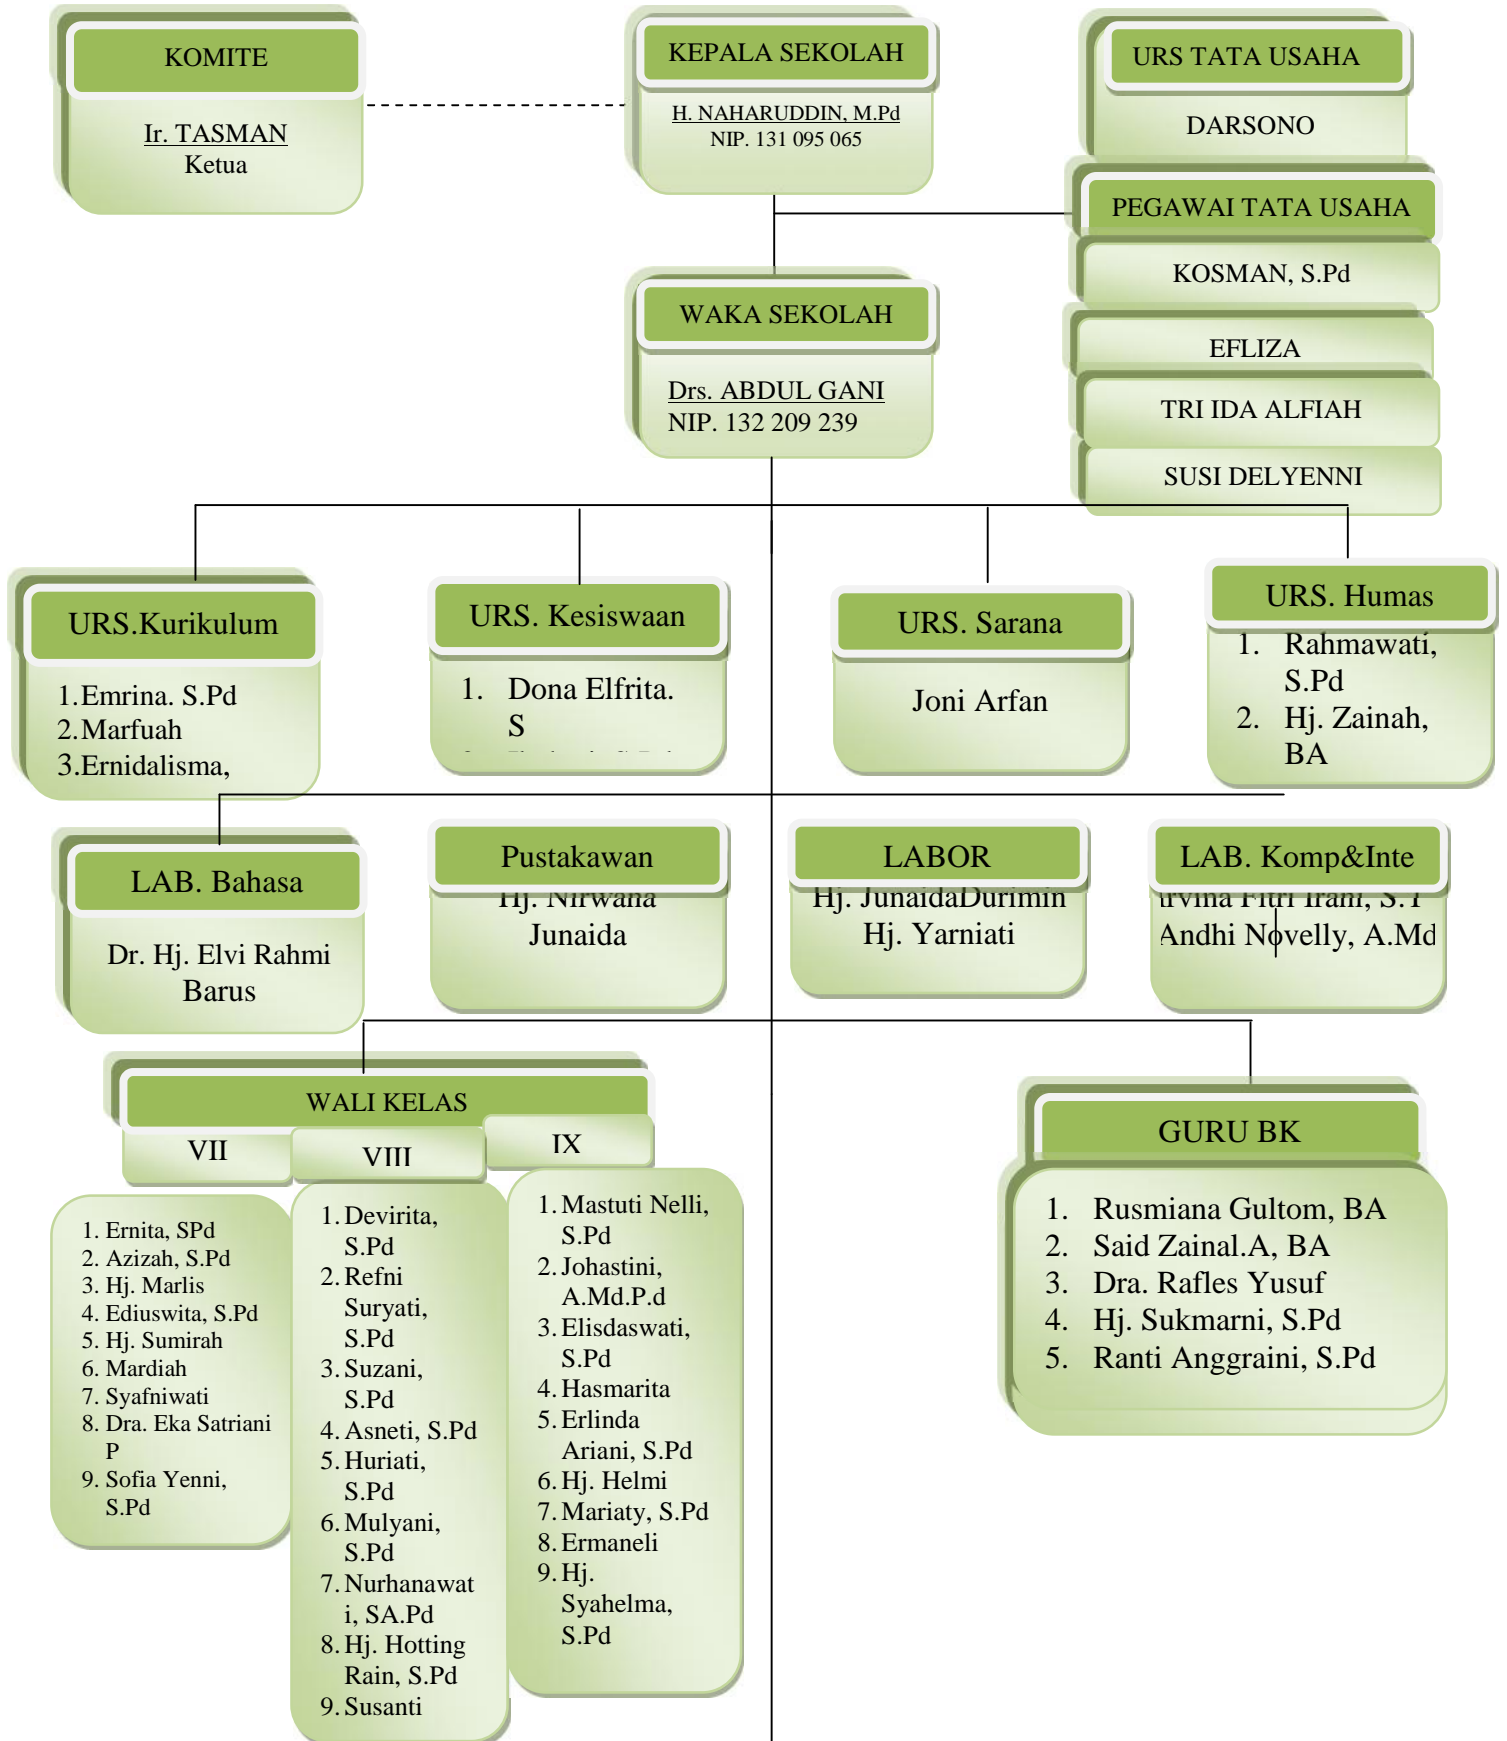 KOMITE
Ir. TASMAN
Ketua
KEPALA SEKOLAH
H. NAHARUDDIN, M.Pd
NIP. 131 095 065
URS TATA USAHA
DARSONO
PEGAWAI TATA USAHA
KOSMAN, S.Pd
EFLIZA
TRI IDA ALFIAH
SUSI DELYENNI
WAKA SEKOLAH
Drs. ABDUL GANI
NIP. 132 209 239
URS.Kurikulum
1.Emrina. S.Pd
2.Marfuah
3.Ernidalisma,
URS. Kesiswaan
1. Dona Elfrita.
S
URS. Sarana
Joni Arfan
URS. Humas
1. Rahmawati,
S.Pd
2. Hj. Zainah,
BA
LAB. Bahasa
Dr. Hj. Elvi Rahmi
Barus
Pustakawan
Hj. Nirwana
Junaida
LABOR
Hj. JunaidaDurimin
Hj. Yarniati
LAB. Komp&Inte
Fitri Irani,
Andhi Novelly, A.Md
WALI KELAS
VII
1. Ernita, SPd
2. Azizah, S.Pd
3. Hj. Marlis
4. Ediuswita, S.Pd
5. Hj. Sumirah
6. Mardiah
7. Syafniwati
8. Dra. Eka Satriani
P
9. Sofia Yenni,
S.Pd
VIII
1. Devirita,
S.Pd
2. Refni
Suryati,
S.Pd
3. Suzani,
S.Pd
4. Asneti, S.Pd
5. Huriati,
S.Pd
6. Mulyani,
S.Pd
7. Nurhanawat
i, SA.Pd
8. Hj. Hotting
Rain, S.Pd
9. Susanti
IX
1. Mastuti Nelli,
S.Pd
2. Johastini,
A.Md.P.d
3. Elisdaswati,
S.Pd
4. Hasmarita
5. Erlinda
Ariani, S.Pd
6. Hj. Helmi
7. Mariaty, S.Pd
8. Ermaneli
9. Hj.
Syahelma,
S.Pd
GURU BK
1. Rusmiana Gultom, BA
2. Said Zainal.A, BA
3. Dra. Rafles Yusuf
4. Hj. Sukmarni, S.Pd
5. Ranti Anggraini, S.Pd